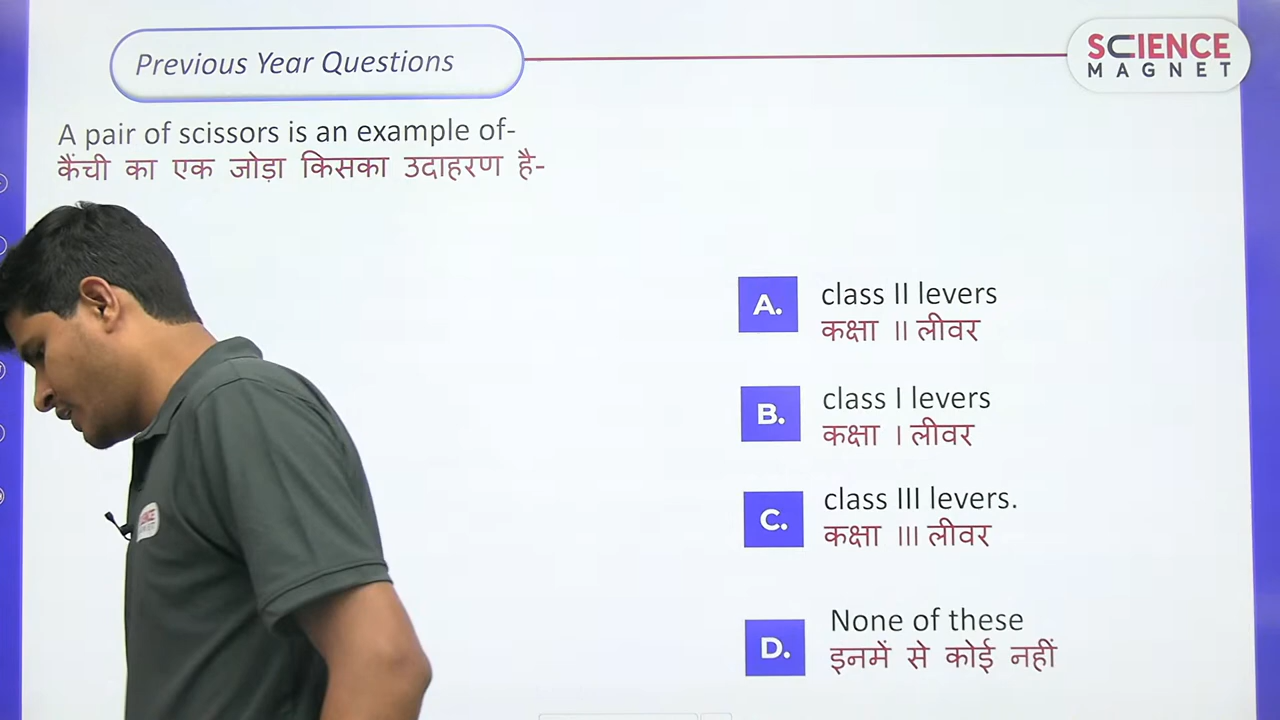 Previous Year Questions
SCIENCE
MAGNET
A pair of scissors is an example of-
कैंची का एक जोड़ा किसका उदाहरण है-
A. class II levers
कक्षा II लीवर
B. class I levers
कक्षा I लीवर
C. class III levers.
कक्षा III लीवर
D. None of these
इनमें से कोई नहीं